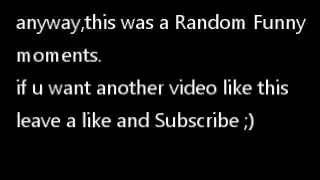 anyway,this was a Random Funny
moments.
if u want another video like this
leave a like and Subscribe ;)